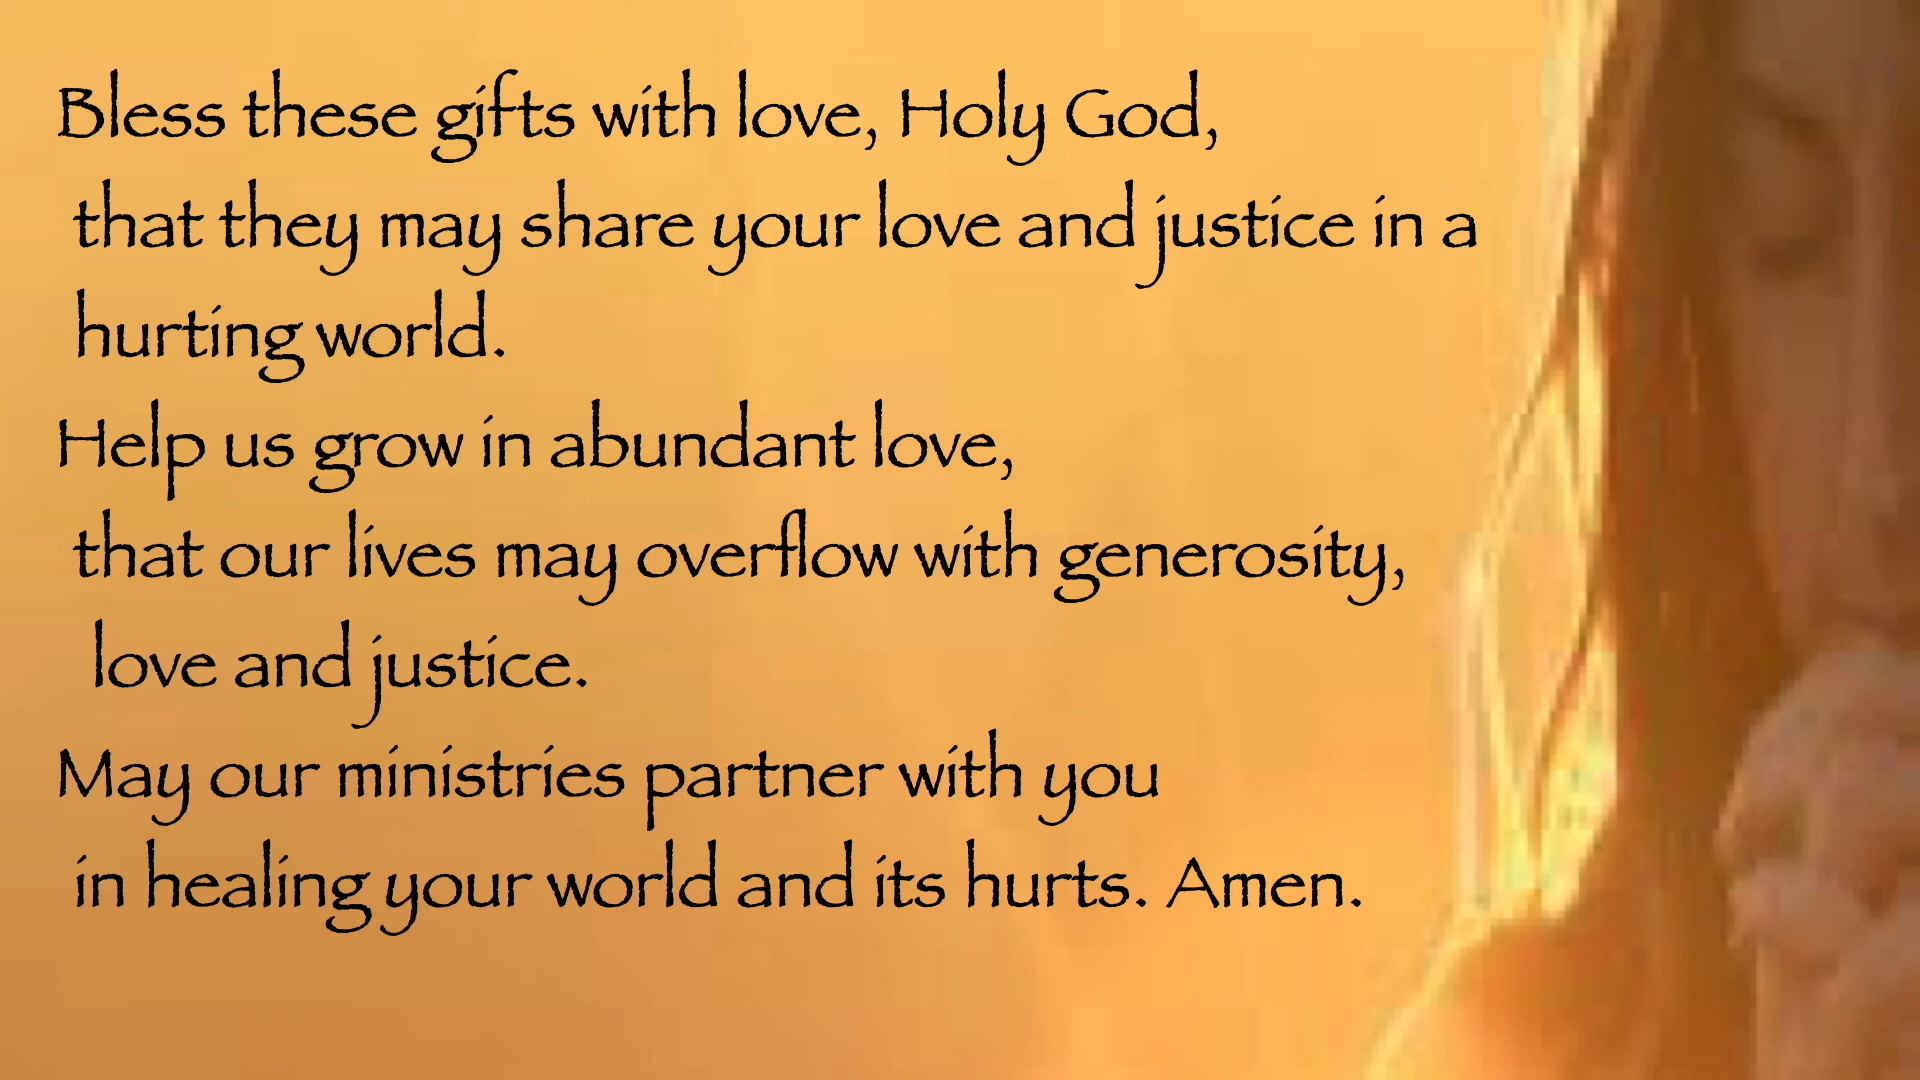 Bless these gifts with love, Holy God,
that they may share your love and justice in a
hurting world.
Help us grow in abundant love,
that our lives may overflow with generosity,
love and justice.
May our ministries partner with you
in healing your world and its hurts. Amen.